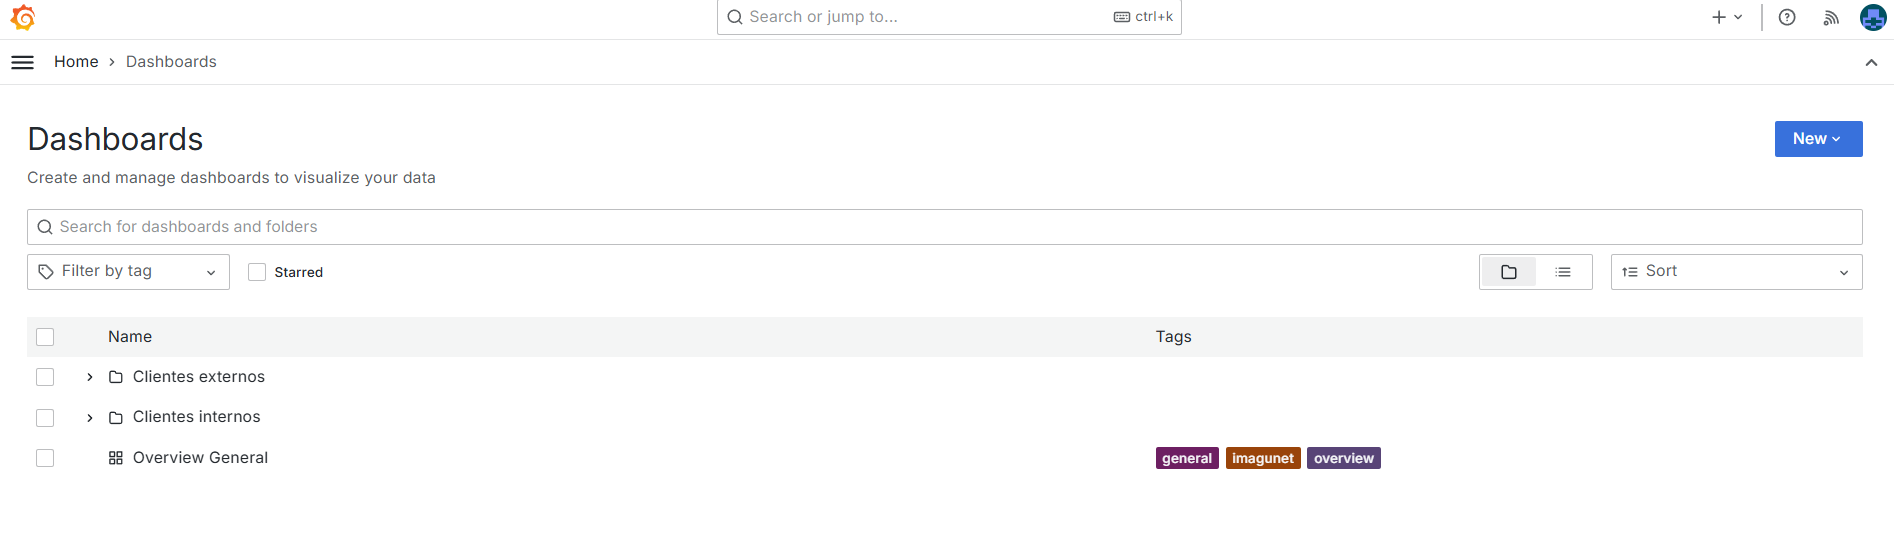 Search or jump to...
ctrl+k
Home
Dashboards
Dashboards
New
Create and manage dashboards to visualize your data
Search for dashboards and folders
Filter by tag
Starred
Sort
Name
Tags
Clientes externos
Clientes internos
Overview General
general
imagunet
overview